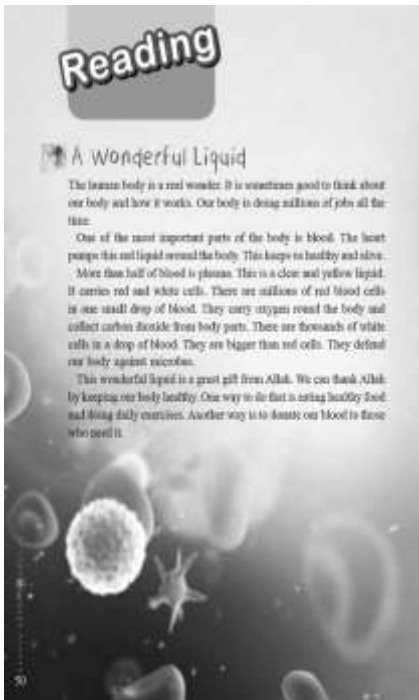 Reading
A Wonderful Liquid
The human body is a real wonder. It is sometimes good to think about
our body and how it works. Our body is doing millions of jobs all the
time.
One of the most important parts of the body is blood. The heart
pumps this red liquid around the body. This keeps us healthy and alive.
More than half of blood is plasma. This is a clear and yellow liquid.
It carries red and white cells. There are millions of red blood cells
in one small drop of blood. They carry oxygen round the body and
collect carbon dioxide from body parts. There are thousands of white
cells in a drop of blood. They are bigger than red cells. They defend
our body against microbes.
This wonderful liquid is a great gift from Allah. We can thank Allah
by keeping our body healthy. One way to do that is eating healthy food
and doing daily exercises. Another way is to donate our blood to those
who need it.
50